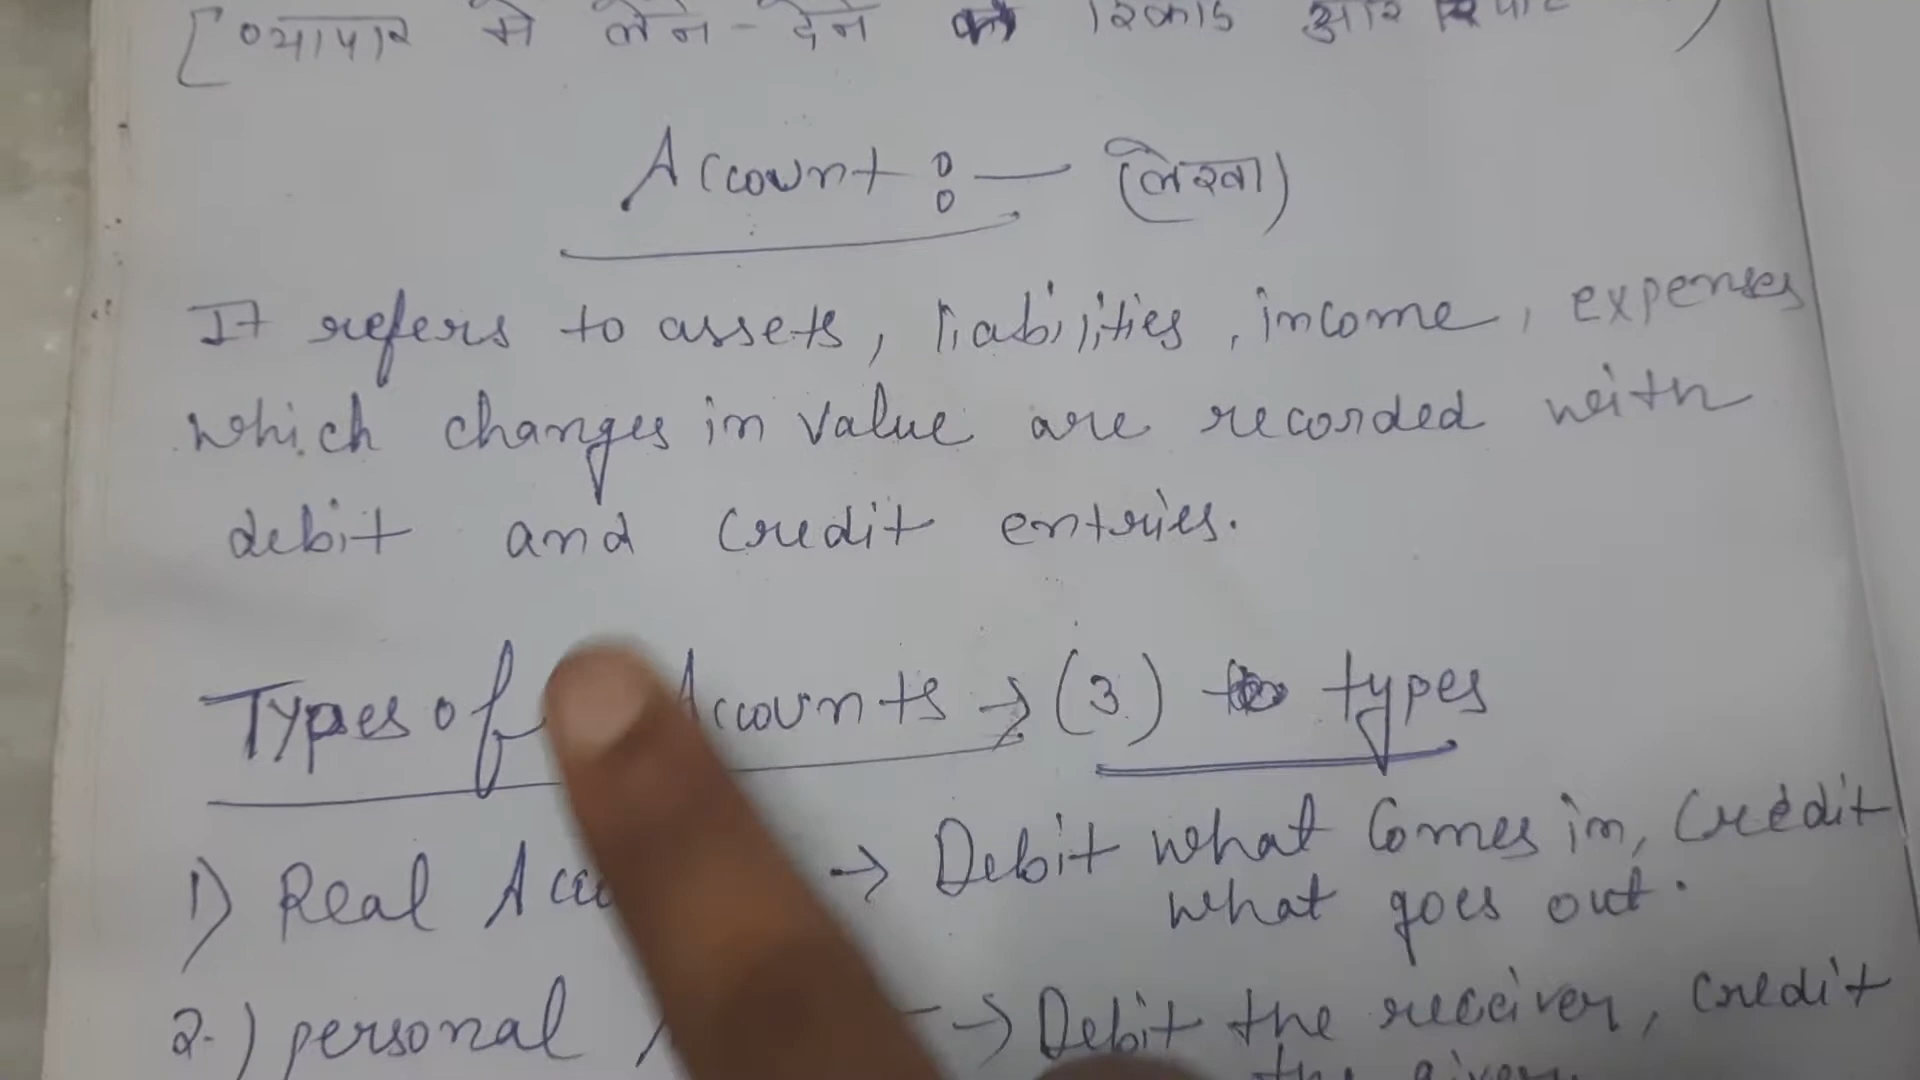 [व्यापार में लेन-देन का रिकार्ड और
Account :— (लेखा)
It refers to assets, liabilities, income, expenses
which changes in value are recorded with
debit and credit entries.
Types of Accounts → (3) types
1) Real → Debit what comes in, credit
what goes out.
2.) personal → Debit the receiver, credit
the giver